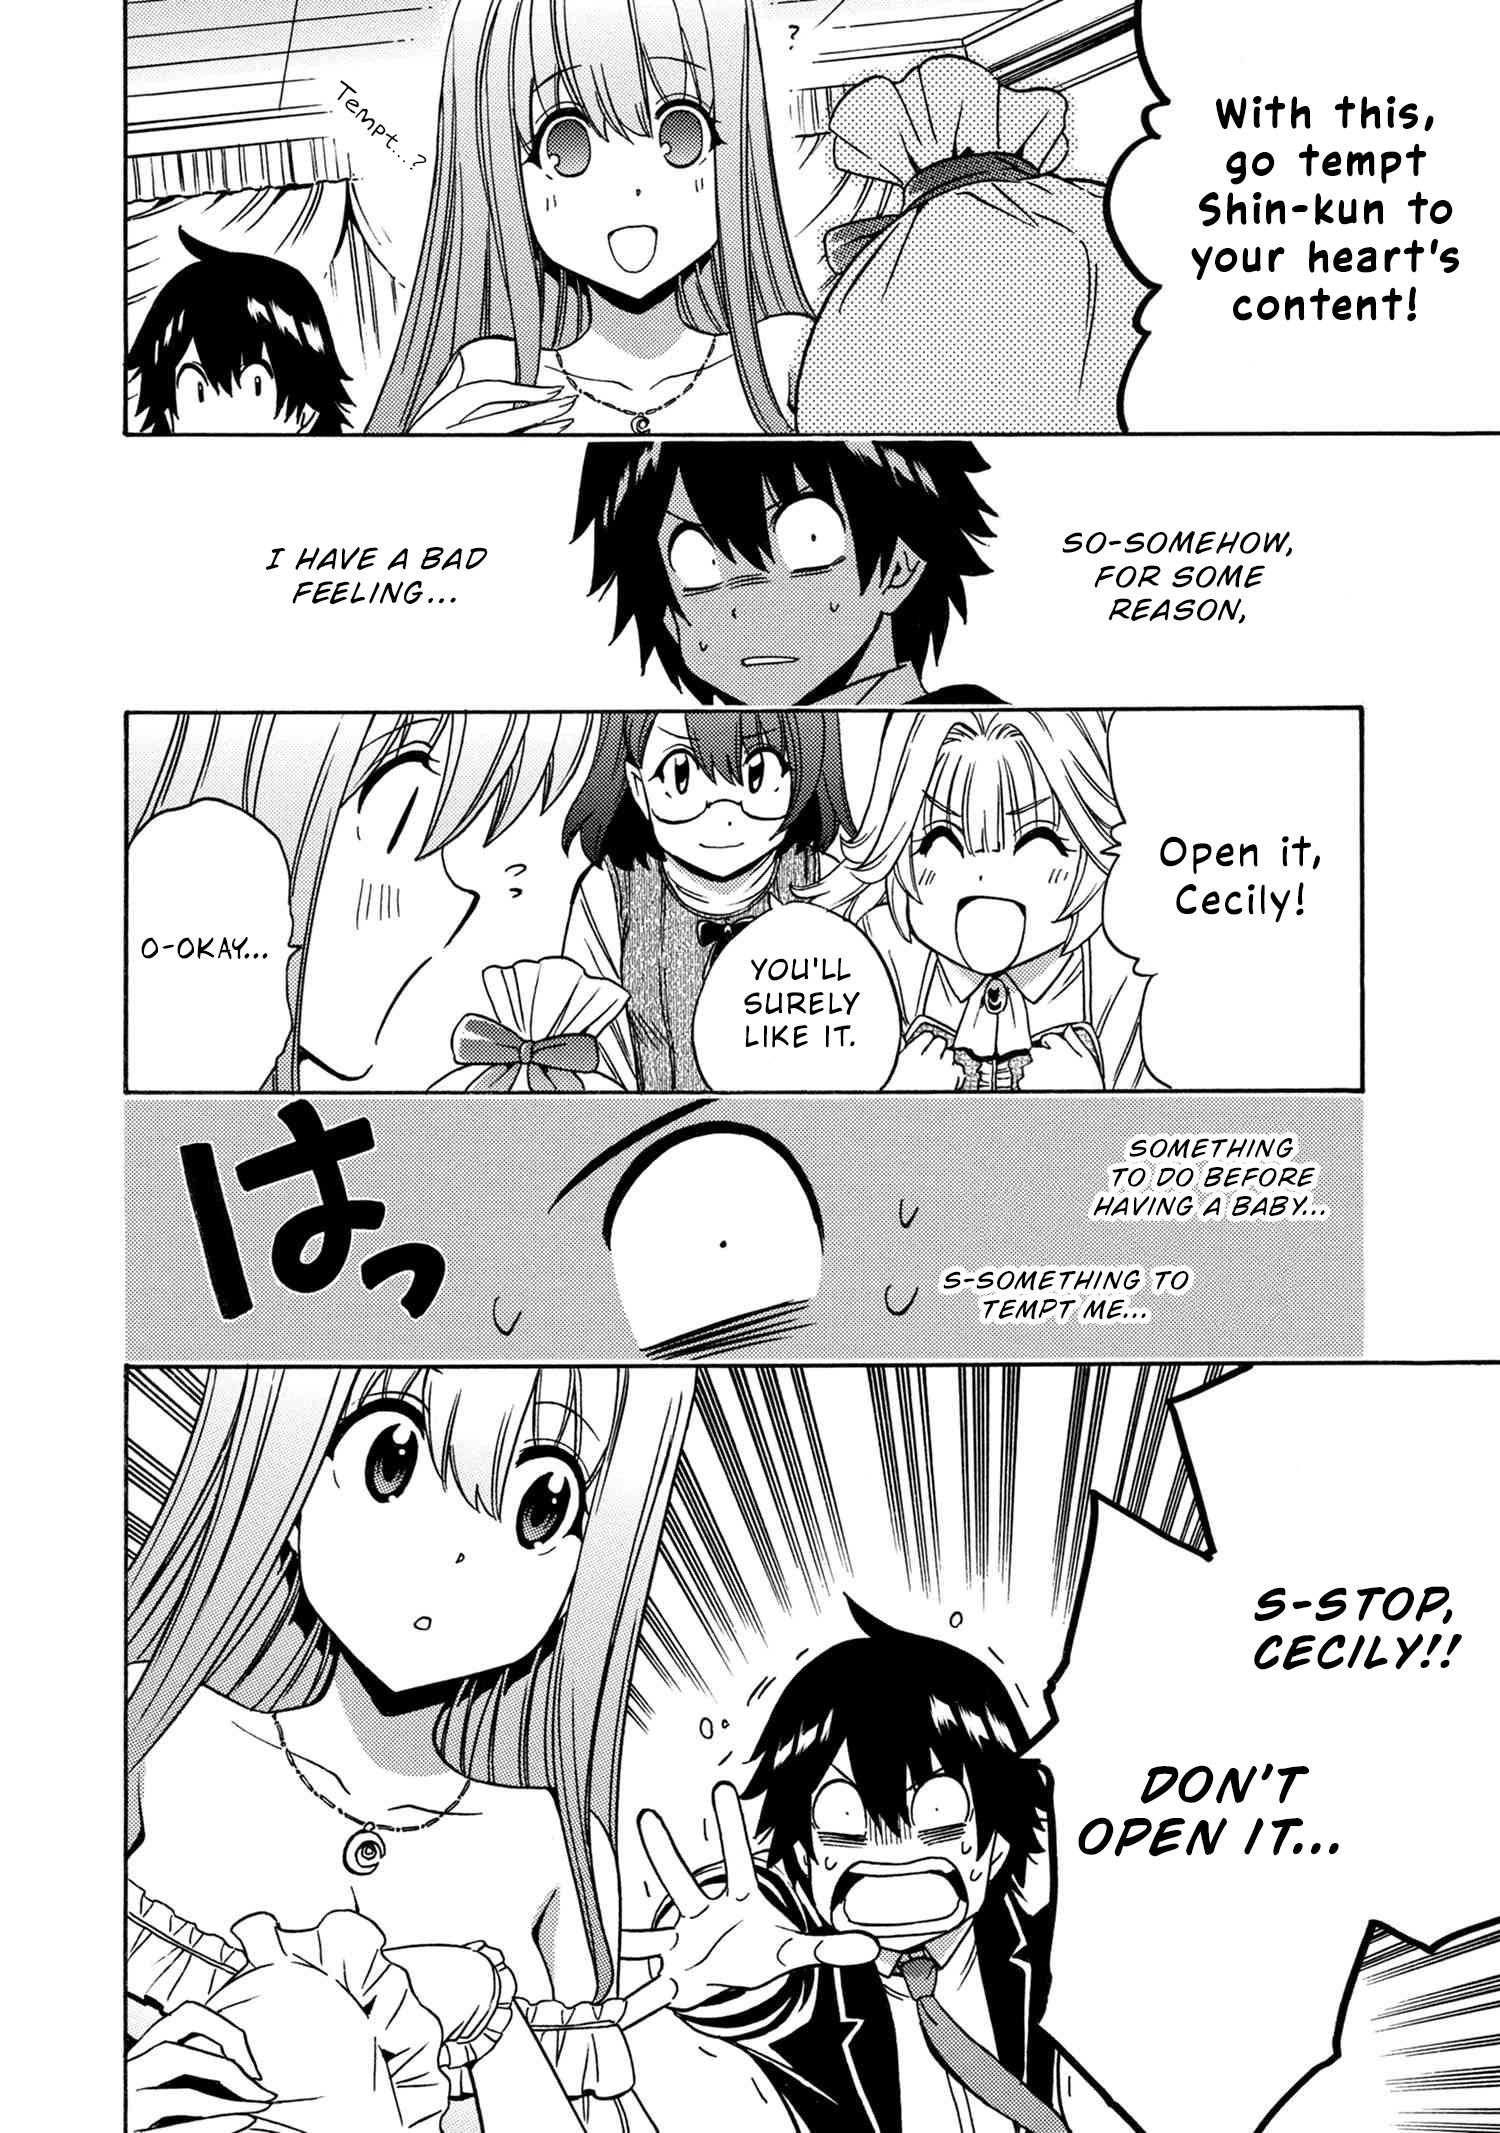 With this,
go tempt
Shin-kun to
your heart's
content!
?
Tempt...?
SO-SOMEHOW,
FOR SOME
REASON,
I HAVE A BAD
FEELING...
Open it,
Cecily!
YOU'LL
SURELY
LIKE IT.
O-OKAY...
SOMETHING
TO DO BEFORE
HAVING A BABY...
S-SOMETHING TO
TEMPT ME...
はっ
S-STOP,
CECILY!!
DON'T
OPEN IT...